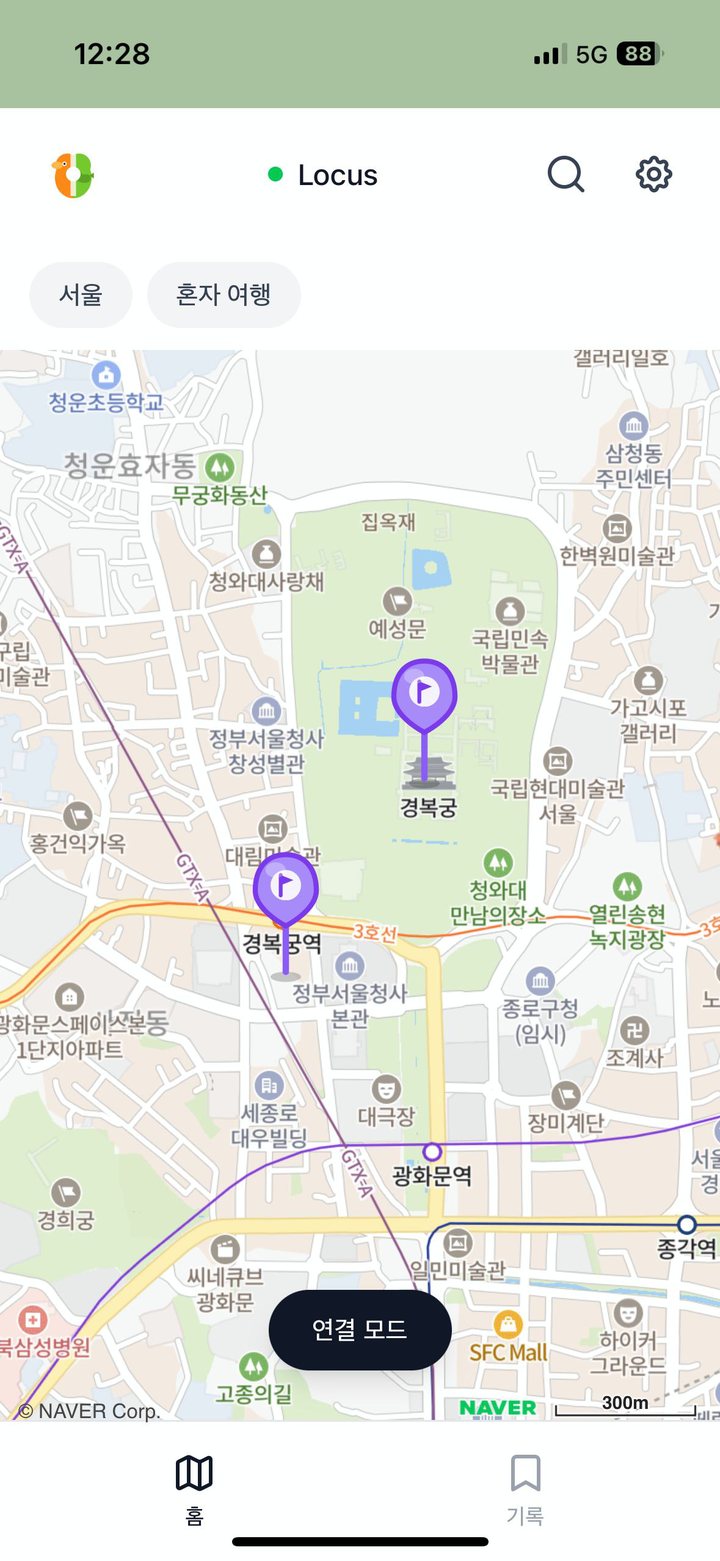 12:28
5G 88
Locus
서울
혼자 여행
갤러리일호
청운초등학교
삼청동
주민센터
청운효자동
무궁화동산
집옥재
한벽원미술관
GTX-A
청와대사랑채
예성문
국립민속
박물관
가고시포
갤러리
정부서울청사
창성별관
경복궁
국립현대미술관
서울
홍건익가옥
대림미술관
GTX-A
청와대
만남의장소
열린송현
녹지광장
3호선
경복궁역
정부서울청사
본관
종로구청
(임시)
광화문스페이스본
1단지아파트
조계사
세종로
대우빌딩
대극장
장미계단
GTX-A
광화문역
경희궁
종각역
씨네큐브
광화문
일민미술관
연결 모드
SFC Mall
하이커
그라운드
북삼성병원
고종의길
© NAVER Corp.
NAVER
300m
홈
기록